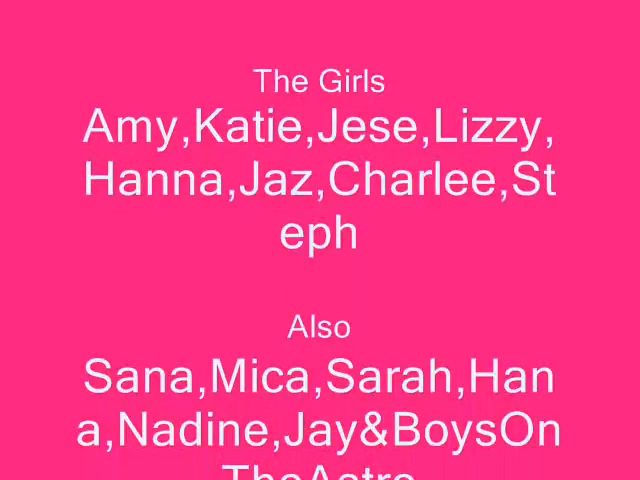 The Girls
Amy,Katie,Jese,Lizzy,
Hanna,Jaz,Charlee,St
eph
Also
Sana,Mica,Sarah,Han
a,Nadine,Jay&BoysOn
TheAstro